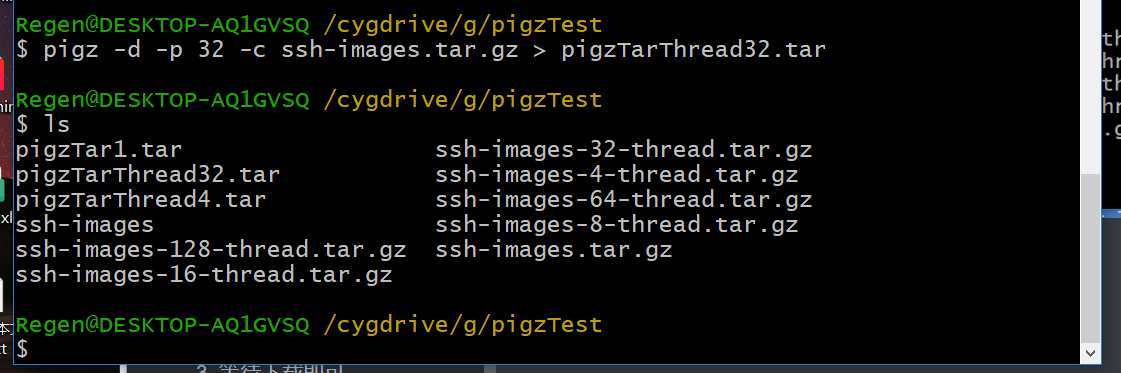 Regen@DESKTOP-AQ1GVSQ /cygdrive/g/pigzTest
$ pigz -d -p 32 -c ssh-images.tar.gz > pigzTarThread32.tar
Regen@DESKTOP-AQ1GVSQ /cygdrive/g/pigzTest
$ ls
pigzTar1.tar ssh-images-32-thread.tar.gz
pigzTarThread32.tar ssh-images-4-thread.tar.gz
pigzTarThread4.tar ssh-images-64-thread.tar.gz
ssh-images ssh-images-8-thread.tar.gz
ssh-images-128-thread.tar.gz ssh-images.tar.gz
ssh-images-16-thread.tar.gz
Regen@DESKTOP-AQ1GVSQ /cygdrive/g/pigzTest
$